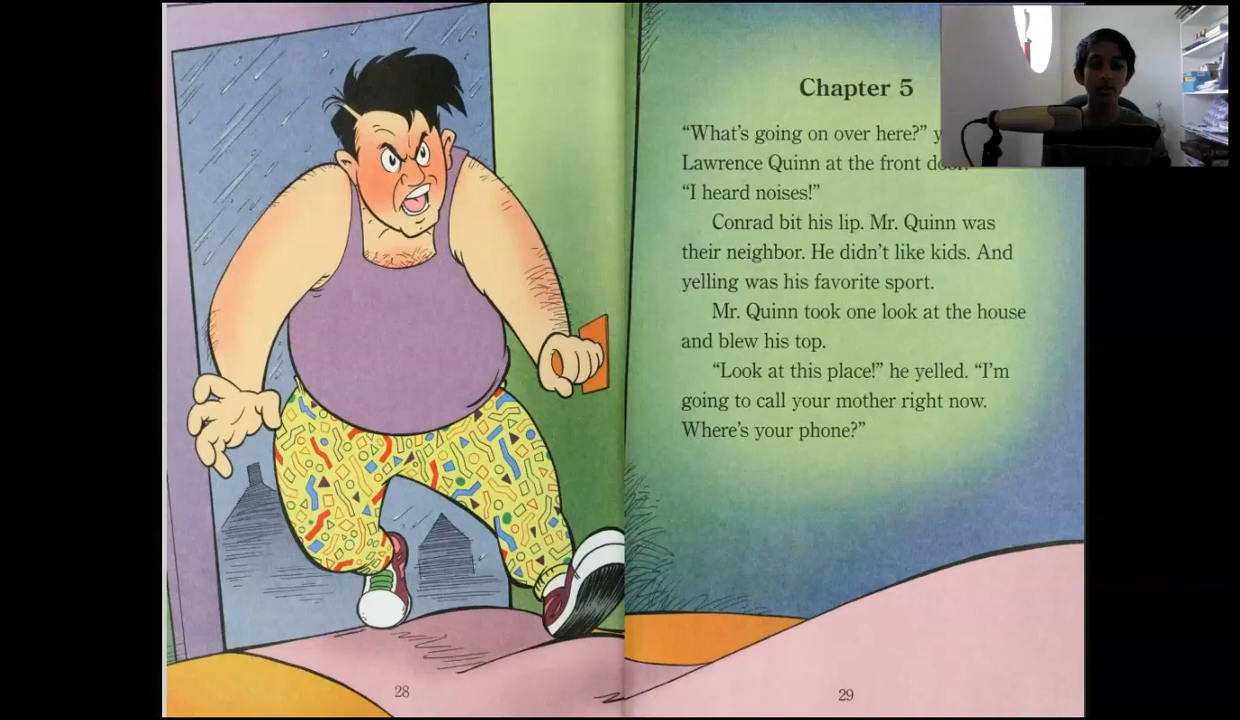 Chapter 5
“What’s going on over here?”
Lawrence Quinn at the front door.
“I heard noises!”
Conrad bit his lip. Mr. Quinn was
their neighbor. He didn’t like kids. And
yelling was his favorite sport.
Mr. Quinn took one look at the house
and blew his top.
“Look at this place!” he yelled. “I’m
going to call your mother right now.
Where’s your phone?”
28
29